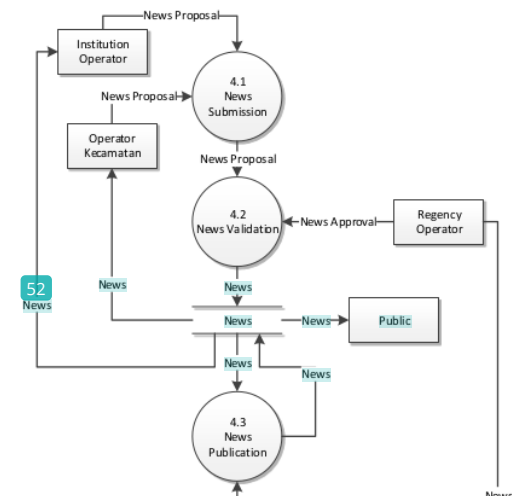 News Proposal
Institution
Operator
4.1
News
Submission
News Proposal
Operator
Kecamatan
News Proposal
4.2
News Validation
News Approval
Regency
Operator
52
News
News
News
News
News
Public
News
News
4.3
News
Publication
News